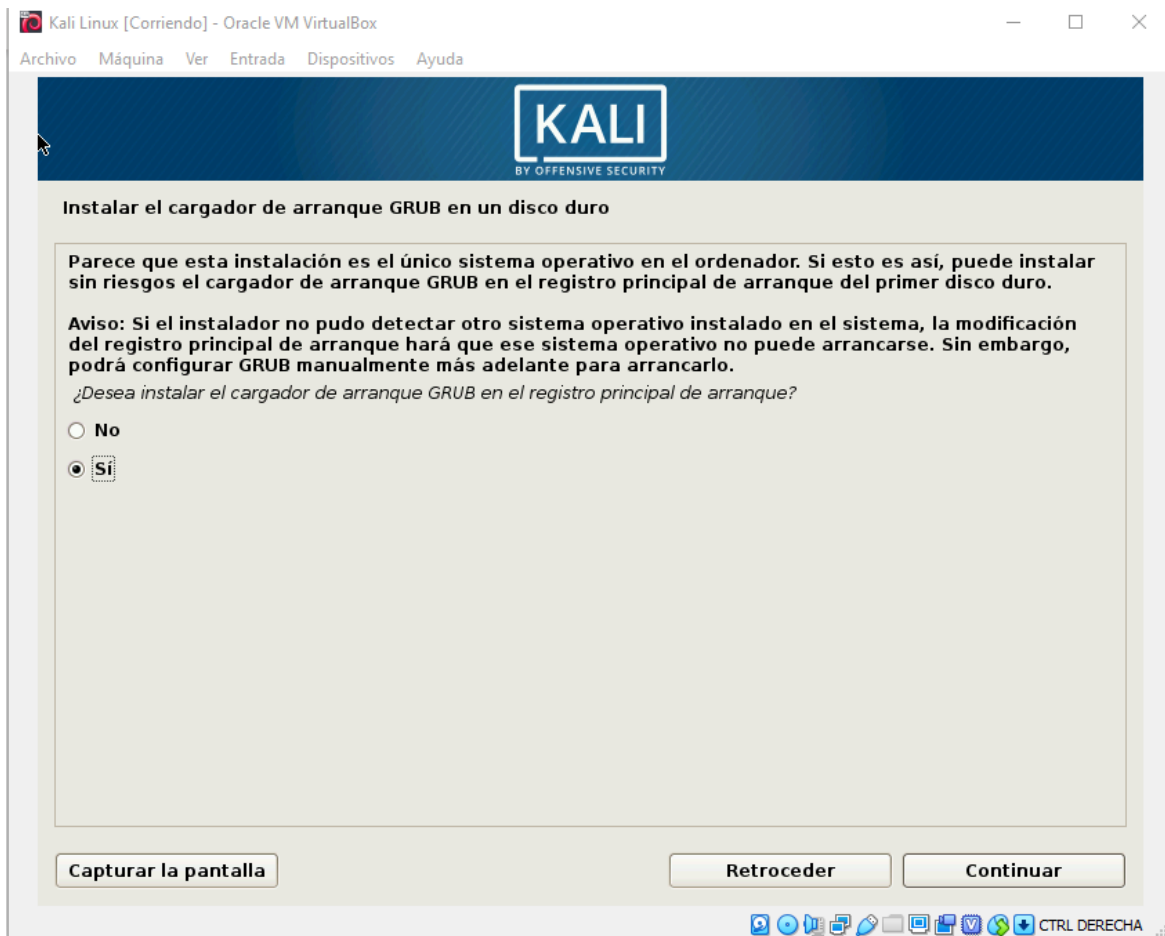 Kali Linux [Corriendo] - Oracle VM VirtualBox
Archivo Máquina Ver Entrada Dispositivos Ayuda
KALI
BY OFFENSIVE SECURITY
Instalar el cargador de arranque GRUB en un disco duro
Parece que esta instalación es el único sistema operativo en el ordenador. Si esto es así, puede instalar
sin riesgos el cargador de arranque GRUB en el registro principal de arranque del primer disco duro.
Aviso: Si el instalador no pudo detectar otro sistema operativo instalado en el sistema, la modificación
del registro principal de arranque hará que ese sistema operativo no puede arrancarse. Sin embargo,
podrá configurar GRUB manualmente más adelante para arrancarlo.
¿Desea instalar el cargador de arranque GRUB en el registro principal de arranque?
No
Sí
Capturar la pantalla Retroceder Continuar
CTRL DERECHA